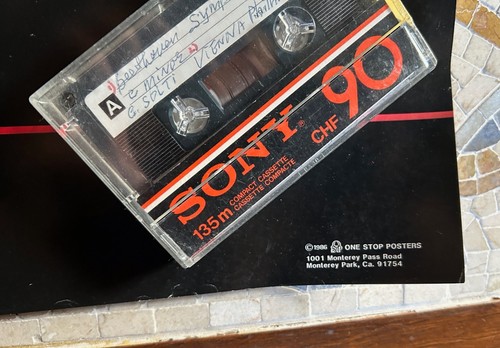 Beethoven Symp
C MINOR
G. SOLTI VIENNA
A
SONY
CHF 90
135m COMPACT CASSETTE
CASSETTE COMPACTE
©1986 ONE STOP POSTERS
1001 Monterey Pass Road
Monterey Park, Ca. 91754